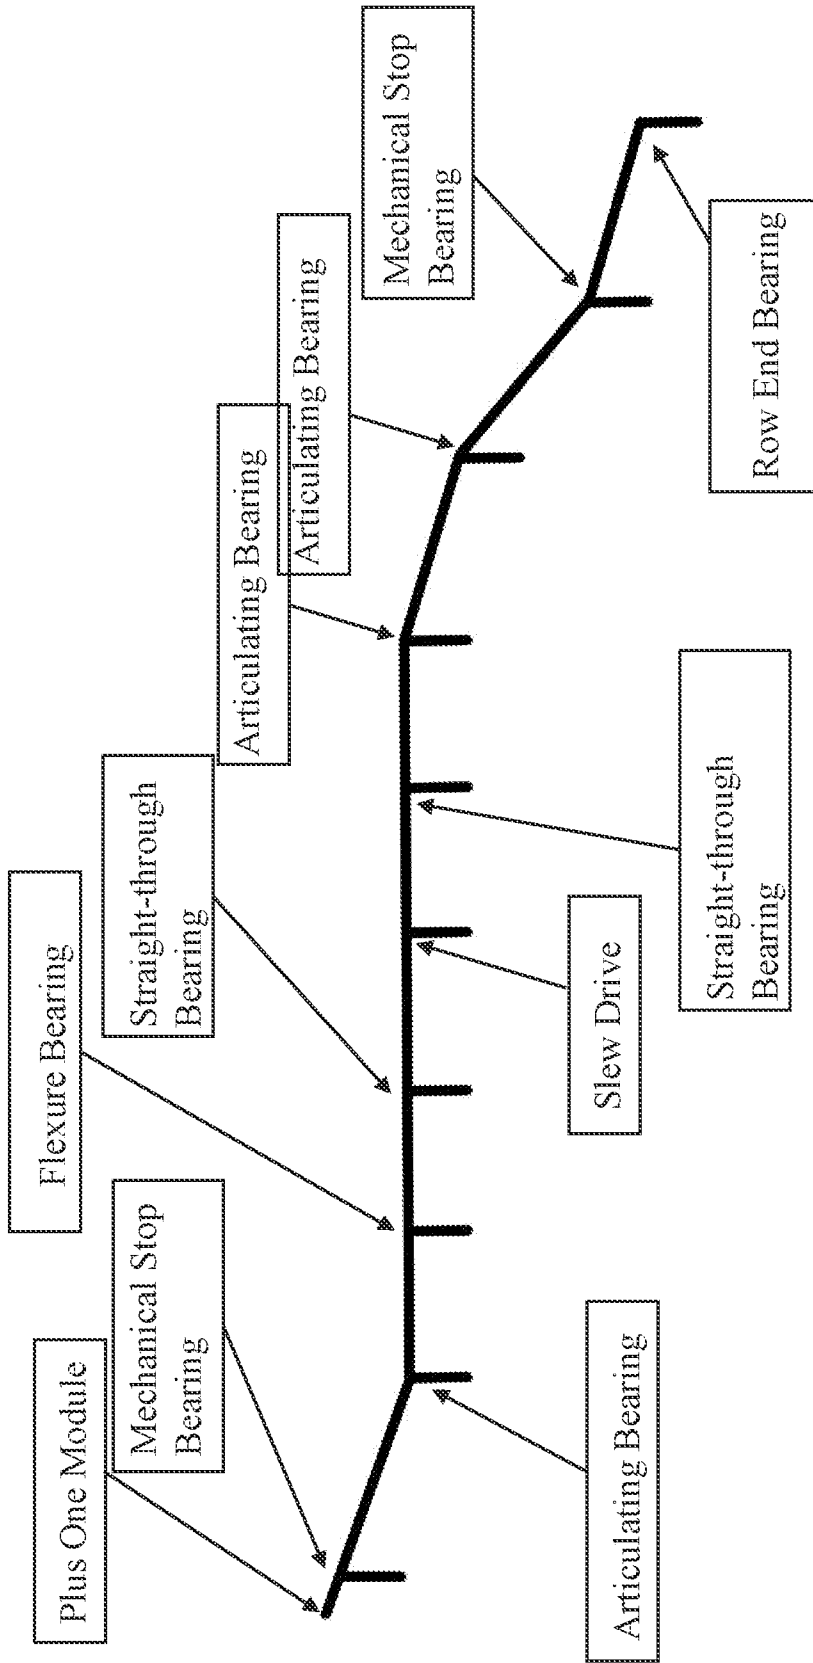 Plus One Module
Mechanical Stop
Bearing
Flexure Bearing
Straight-through
Bearing
Articulating Bearing
Articulating Bearing
Mechanical Stop
Bearing
Articulating Bearing
Slew Drive
Straight-through
Bearing
Row End Bearing